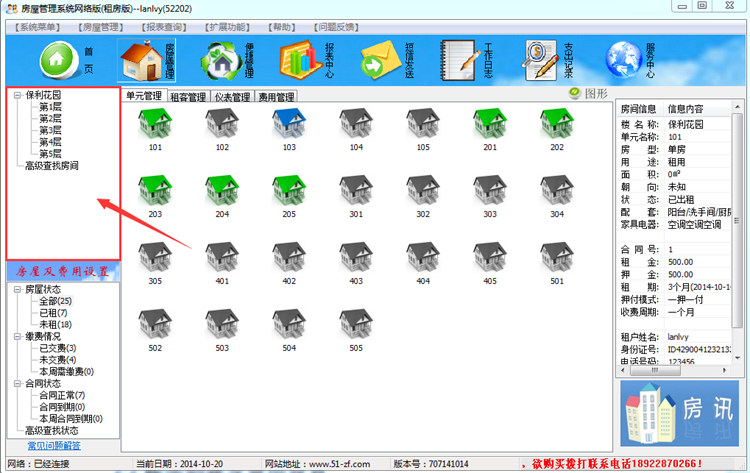 房屋管理系统网络版(租房版)--lanlvy(52202)
【系统菜单】 【房屋管理】 【报表查询】 【扩展功能】 【帮助】 【问题反馈】
首页 房屋管理 便捷管理 报表中心 短信发送 工作日志 支出记录 服务中心
保利花园
第1层
第2层
第3层
第4层
第5层
高级查找房间
房屋及费用设置
房屋状态
全部(25)
已租(7)
未租(18)
缴费情况
已交费(3)
未交费(4)
本周需缴费(0)
合同状态
合同正常(7)
合同到期(0)
本周合同到期(0)
高级查找状态
常见问题解答
单元管理 租客管理 仪表管理 费用管理
图形
101 102 103 104 105 201 202
203 204 205 301 302 303 304
305 401 402 403 404 405 501
502 503 504 505
房间信息 信息内容
楼 名 称: 保利花园
单元名称: 101
房 型: 单房
用 途: 租用
面 积: 0m²
朝 向: 未知
状 态: 已出租
配 套: 阳台/洗手间/厨房
家具电器: 空调空调空调
合 同 号: 1
租 金: 500.00
押 金: 500.00
租 期: 3个月(2014-10-1
押付模式: 一押一付
收费周期: 一个月
租户姓名: lanlvy
身份证号: ID4290041232132
电话号码: 123456
房讯
网络：已经连接 当前日期：2014-10-20 网站地址：www.51-zf.com 版本号：707141014 ，欲购买拨打联系电话18922870266!